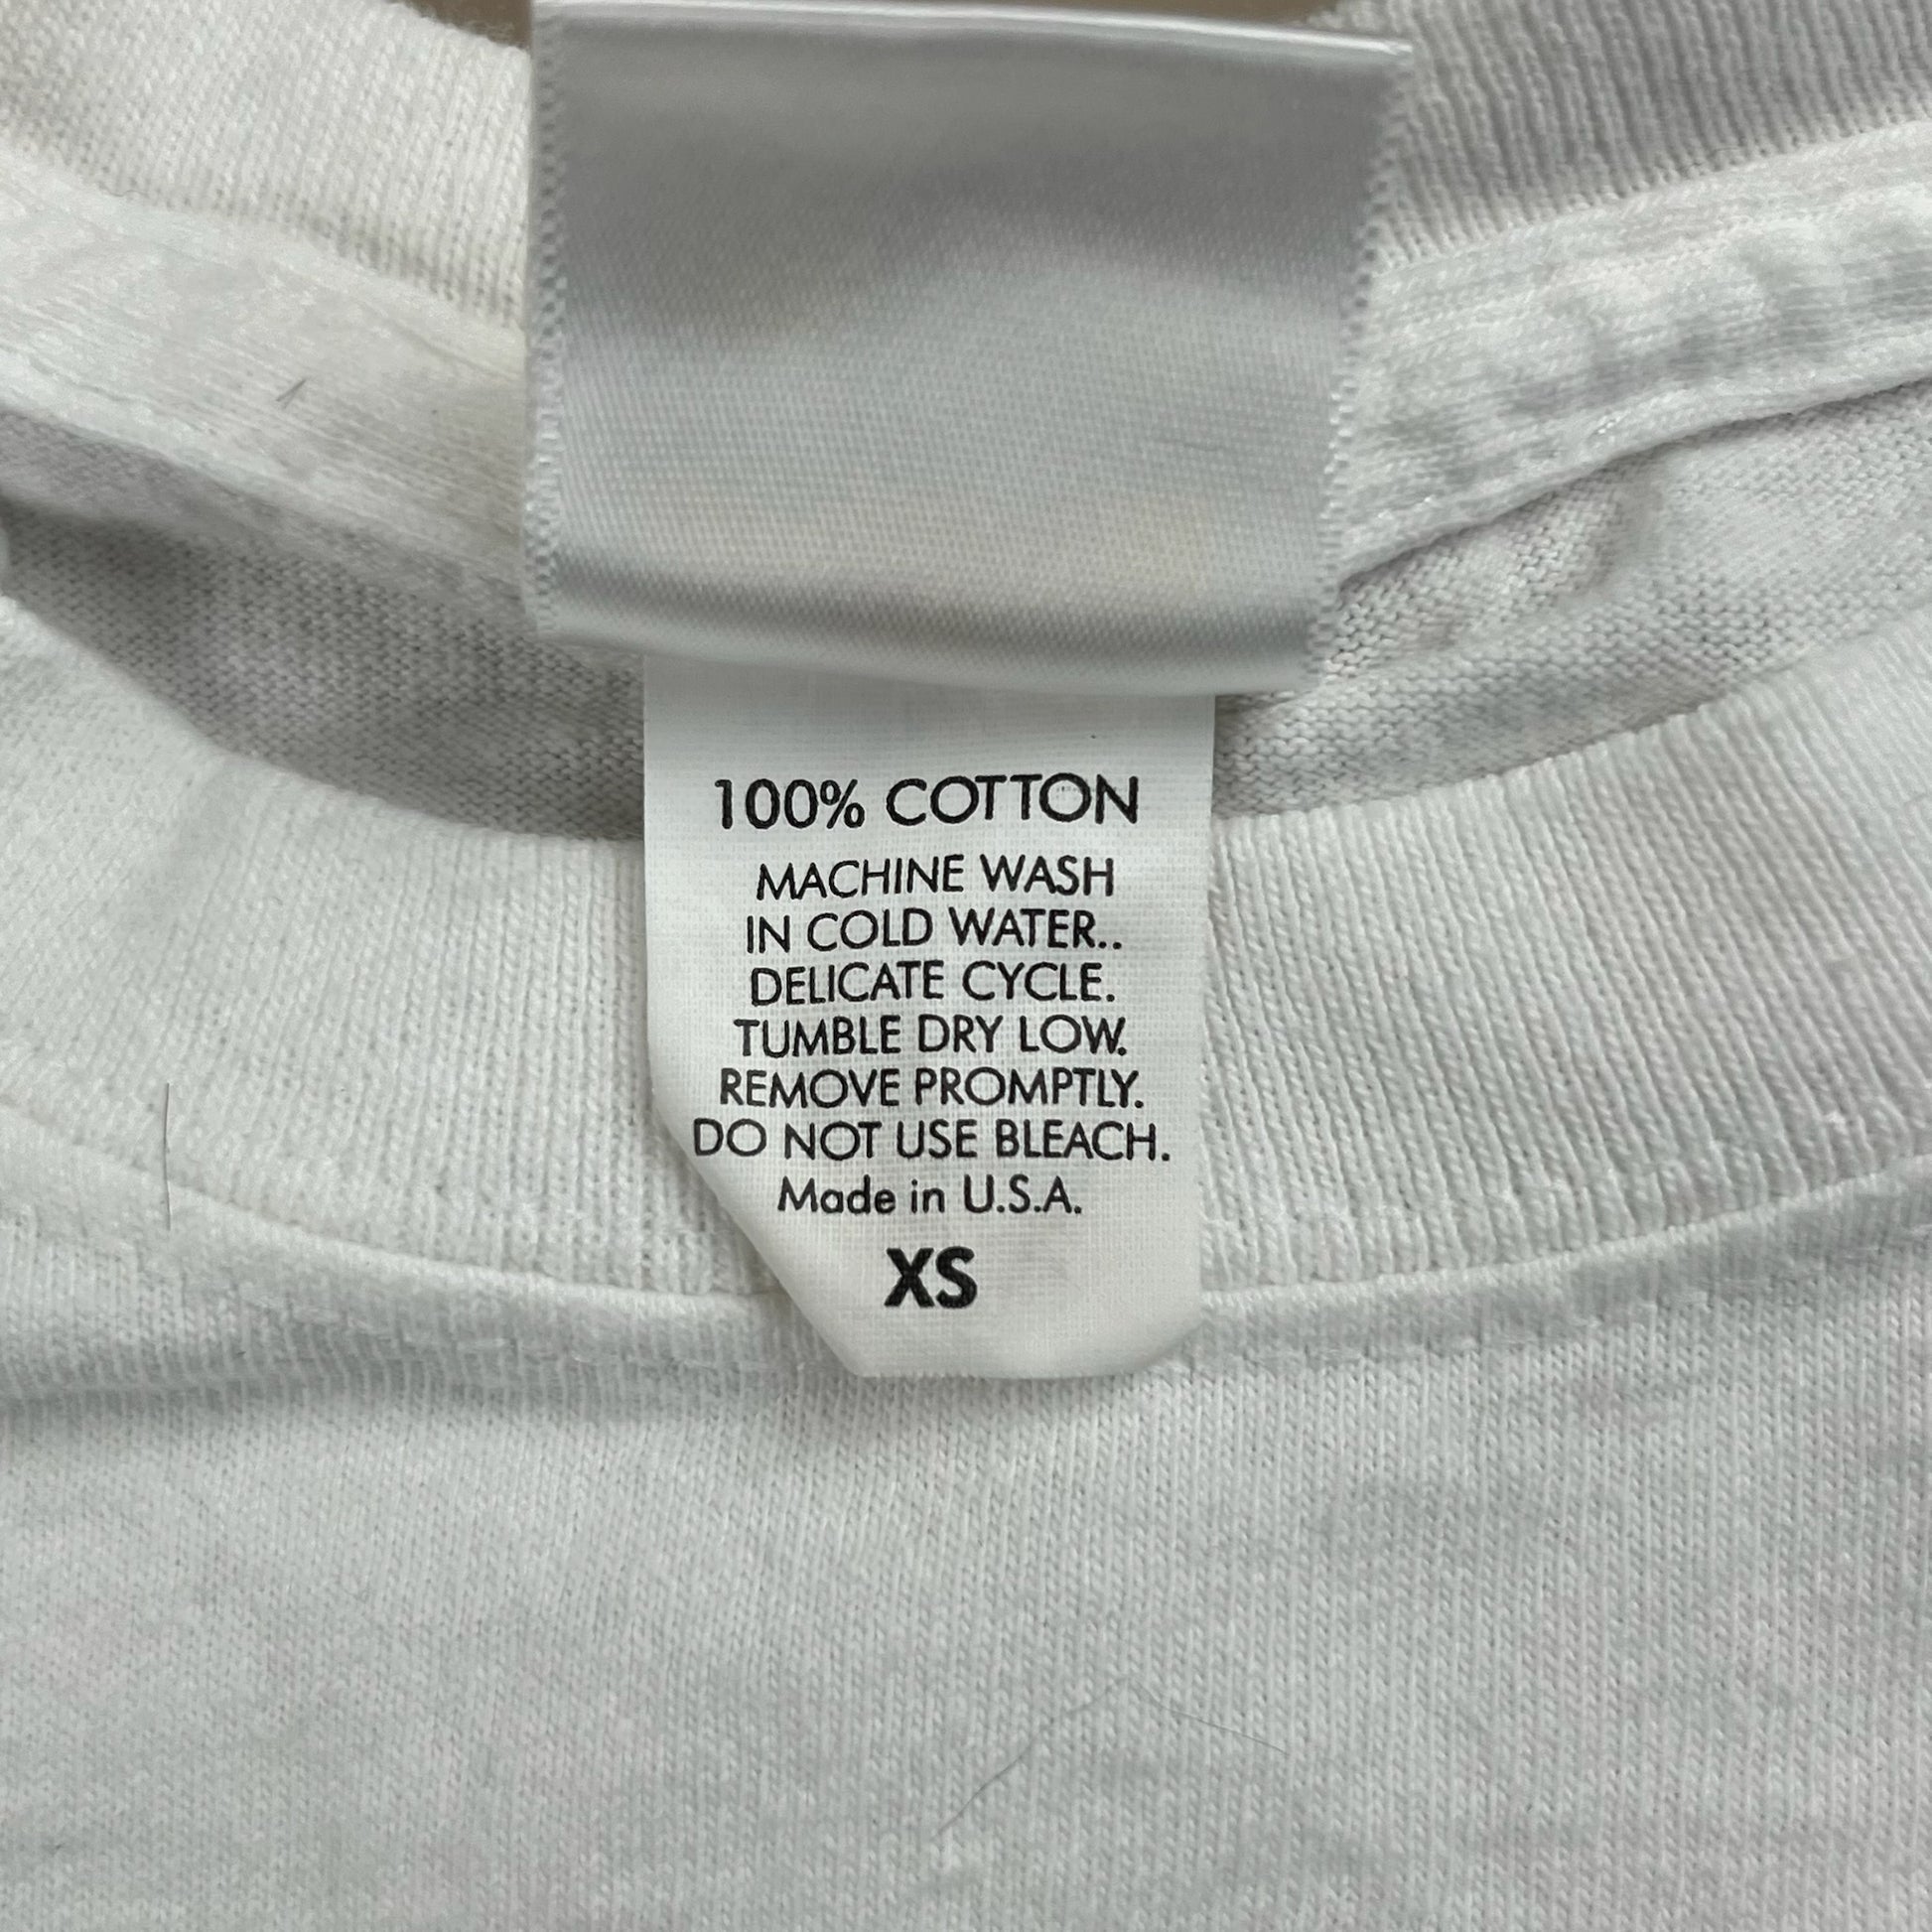 100% COTTON
MACHINE WASH
IN COLD WATER..
DELICATE CYCLE.
TUMBLE DRY LOW.
REMOVE PROMPTLY.
DO NOT USE BLEACH.
Made in U.S.A.
XS